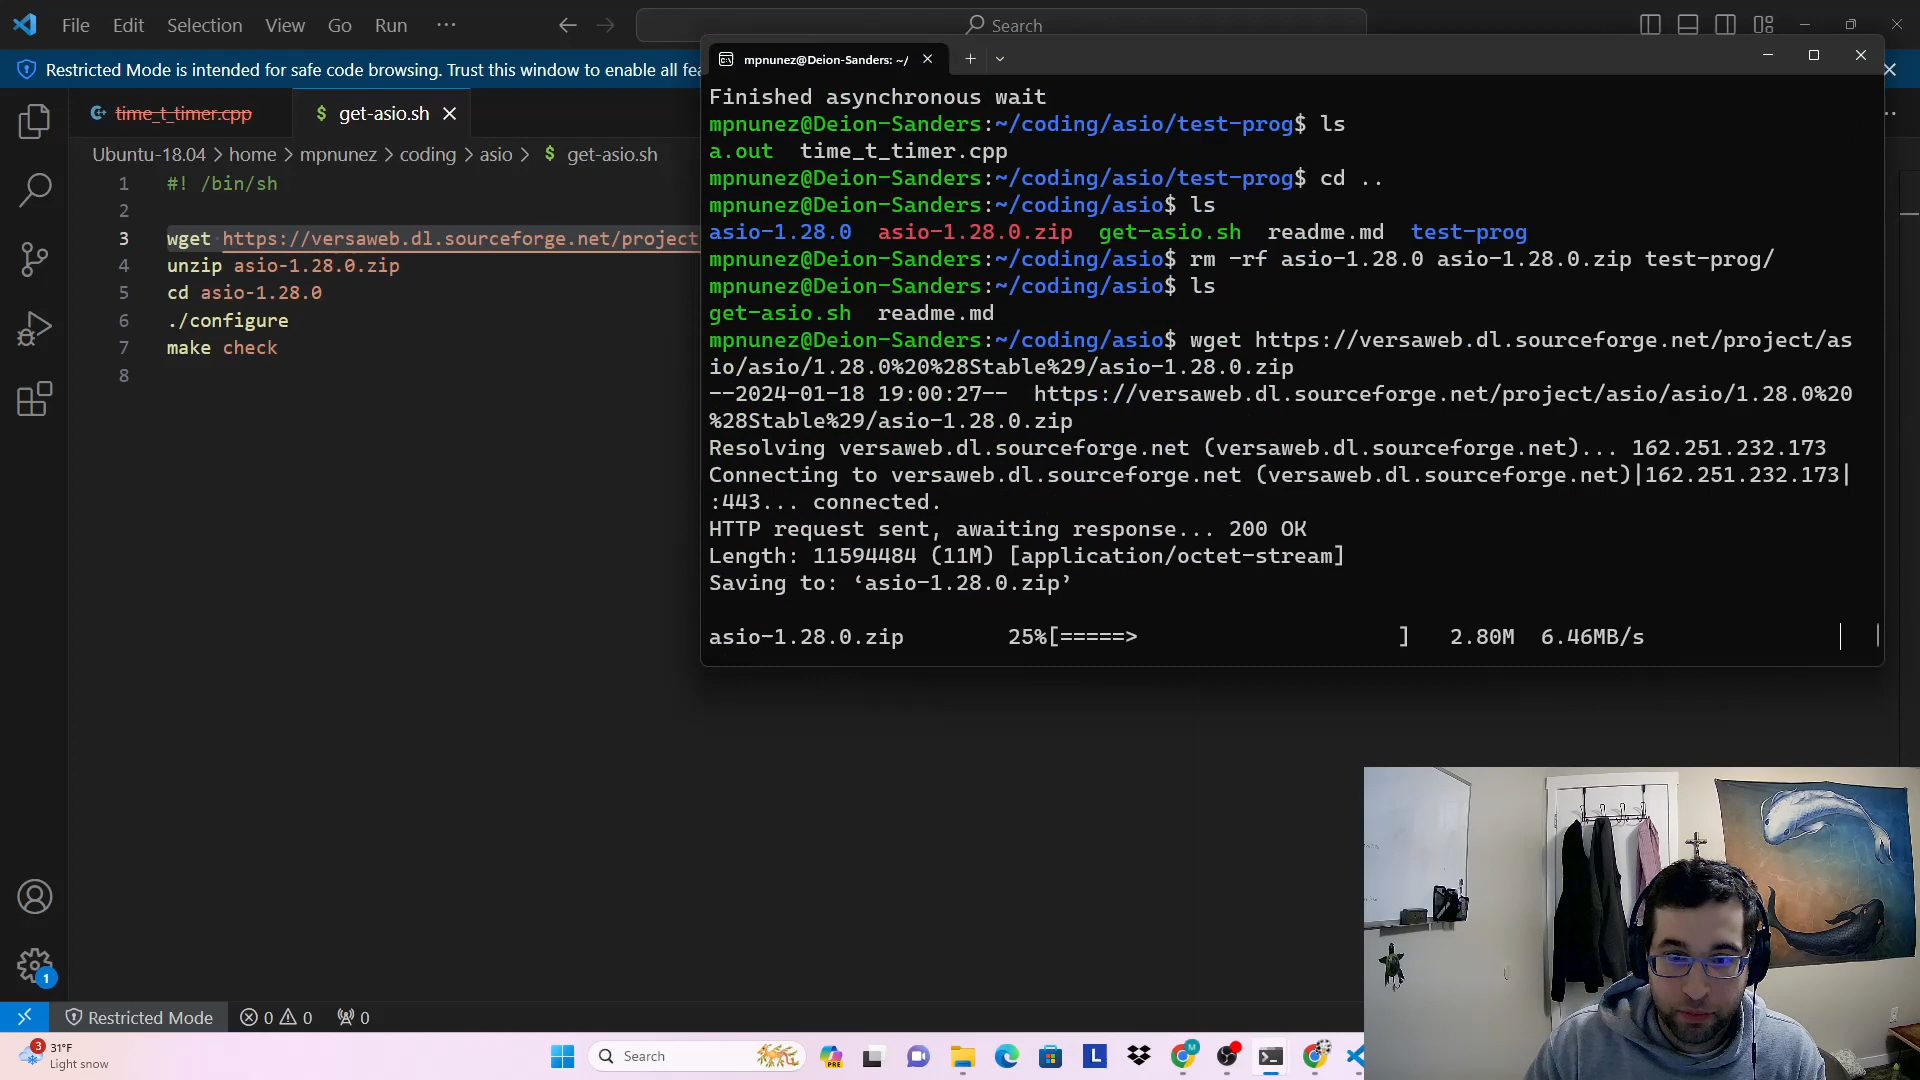 File Edit Selection View Go Run ··· Search
Restricted Mode is intended for safe code browsing. Trust this window to enable all fea
time_t_timer.cpp
$ get-asio.sh
Ubuntu-18.04 > home > mpnunez > coding > asio > $ get-asio.sh
1 #! /bin/sh
2
3 wget https://versaweb.dl.sourceforge.net/project
4 unzip asio-1.28.0.zip
5 cd asio-1.28.0
6 ./configure
7 make check
8
mpnunez@Deion-Sanders: ~/
Finished asynchronous wait
mpnunez@Deion-Sanders:~/coding/asio/test-prog$ ls
a.out time_t_timer.cpp
mpnunez@Deion-Sanders:~/coding/asio/test-prog$ cd ..
mpnunez@Deion-Sanders:~/coding/asio$ ls
asio-1.28.0 asio-1.28.0.zip get-asio.sh readme.md test-prog
mpnunez@Deion-Sanders:~/coding/asio$ rm -rf asio-1.28.0 asio-1.28.0.zip test-prog/
mpnunez@Deion-Sanders:~/coding/asio$ ls
get-asio.sh readme.md
mpnunez@Deion-Sanders:~/coding/asio$ wget https://versaweb.dl.sourceforge.net/project/as
io/asio/1.28.0%20%28Stable%29/asio-1.28.0.zip
--2024-01-18 19:00:27-- https://versaweb.dl.sourceforge.net/project/asio/asio/1.28.0%20
%28Stable%29/asio-1.28.0.zip
Resolving versaweb.dl.sourceforge.net (versaweb.dl.sourceforge.net)... 162.251.232.173
Connecting to versaweb.dl.sourceforge.net (versaweb.dl.sourceforge.net)|162.251.232.173|
:443... connected.
HTTP request sent, awaiting response... 200 OK
Length: 11594484 (11M) [application/octet-stream]
Saving to: ‘asio-1.28.0.zip’
asio-1.28.0.zip 25%[=====> ] 2.80M 6.46MB/s
1
Restricted Mode 0 0 0
3 31°F
Light snow
Search
PRE
L
M